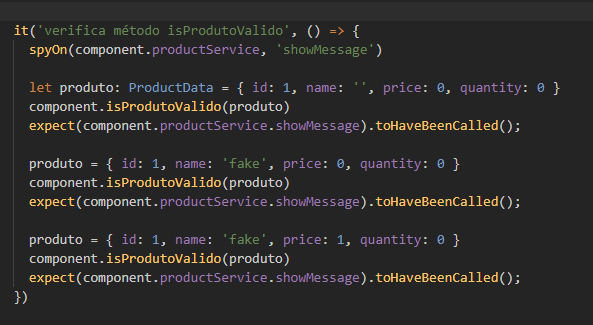 it('verifica método isProdutoValido', () => {
spyOn(component.productService, 'showMessage')
let produto: ProductData = { id: 1, name: '', price: 0, quantity: 0 }
component.isProdutoValido(produto)
expect(component.productService.showMessage).toHaveBeenCalled();
produto = { id: 1, name: 'fake', price: 0, quantity: 0 }
component.isProdutoValido(produto)
expect(component.productService.showMessage).toHaveBeenCalled();
produto = { id: 1, name: 'fake', price: 1, quantity: 0 }
component.isProdutoValido(produto)
expect(component.productService.showMessage).toHaveBeenCalled();
})